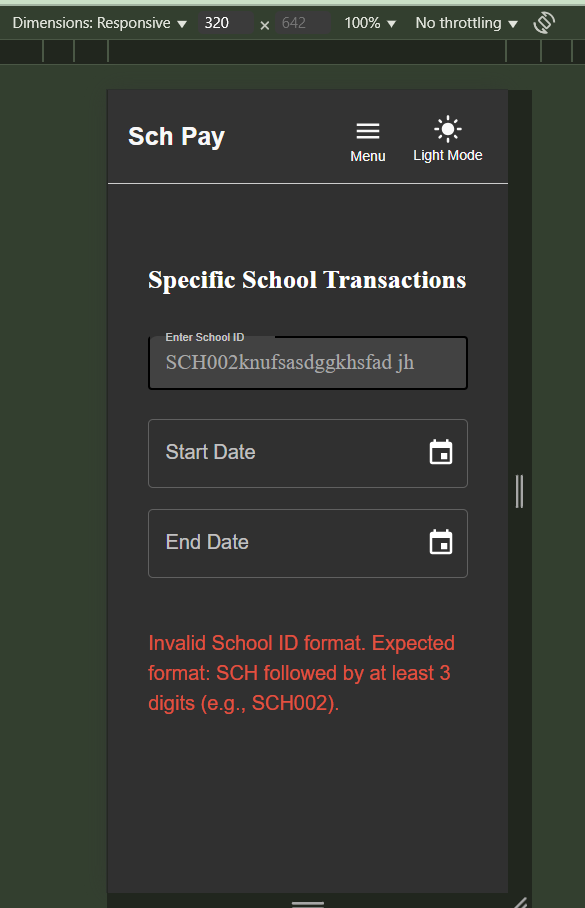 Dimensions: Responsive ▼ 320 × 642 100% ▼ No throttling ▼
Sch Pay
Menu
Light Mode
Specific School Transactions
Enter School ID
SCH002knufsasdggkhsfad jh
Start Date
End Date
Invalid School ID format. Expected
format: SCH followed by at least 3
digits (e.g., SCH002).